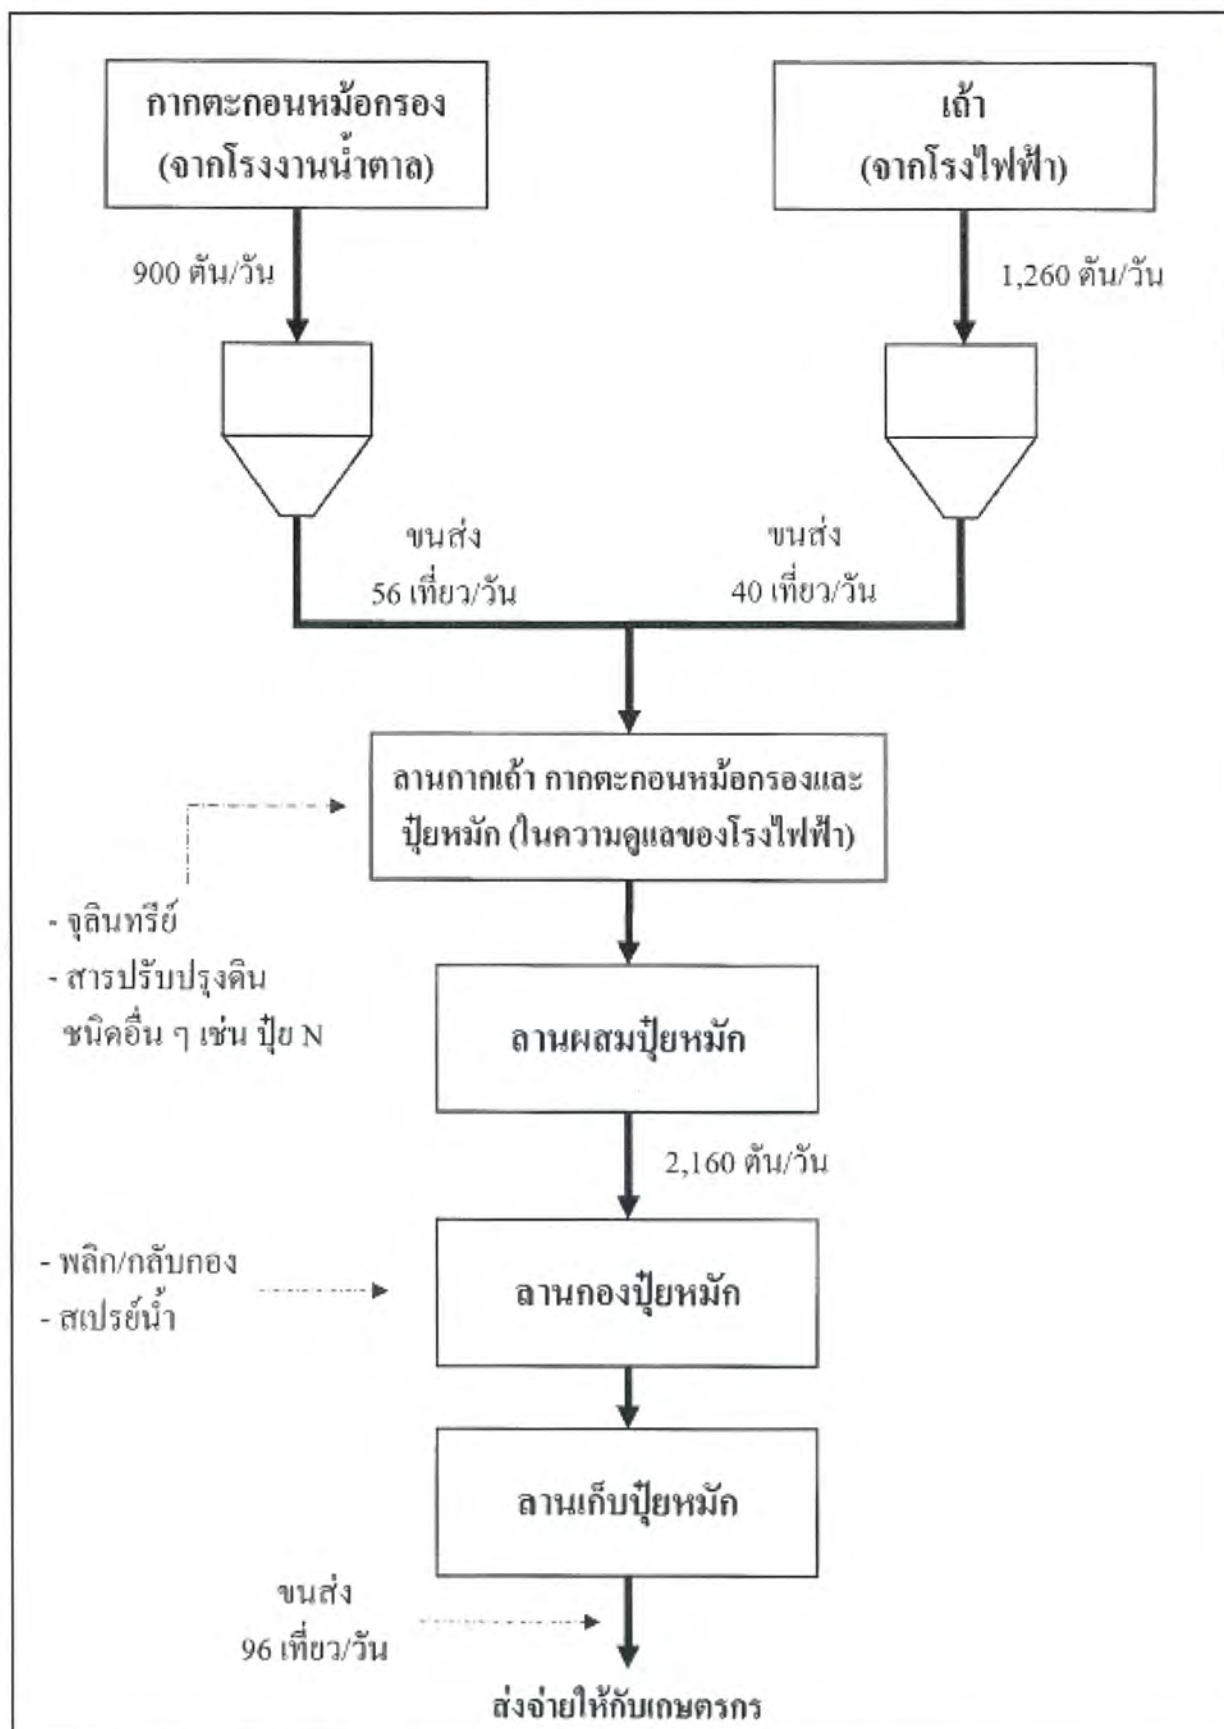 กากตะกอนหม้อกรอง
(จากโรงงานน้ำตาล)
เถ้า
(จากโรงไฟฟ้า)
900 ตัน/วัน
1,260 ตัน/วัน
ขนส่ง
56 เที่ยว/วัน
ขนส่ง
40 เที่ยว/วัน
ลานกากเถ้า กากตะกอนหม้อกรองและ
ปุ๋ยหมัก (ในความดูแลของโรงไฟฟ้า)
- จุลินทรีย์
- สารปรับปรุงดิน
ชนิดอื่น ๆ เช่น ปุ๋ย N
ลานผสมปุ๋ยหมัก
2,160 ตัน/วัน
- พลิก/กลับกอง
- สเปรย์น้ำ
ลานกองปุ๋ยหมัก
ลานเก็บปุ๋ยหมัก
ขนส่ง
96 เที่ยว/วัน
ส่งจ่ายให้กับเกษตรกร